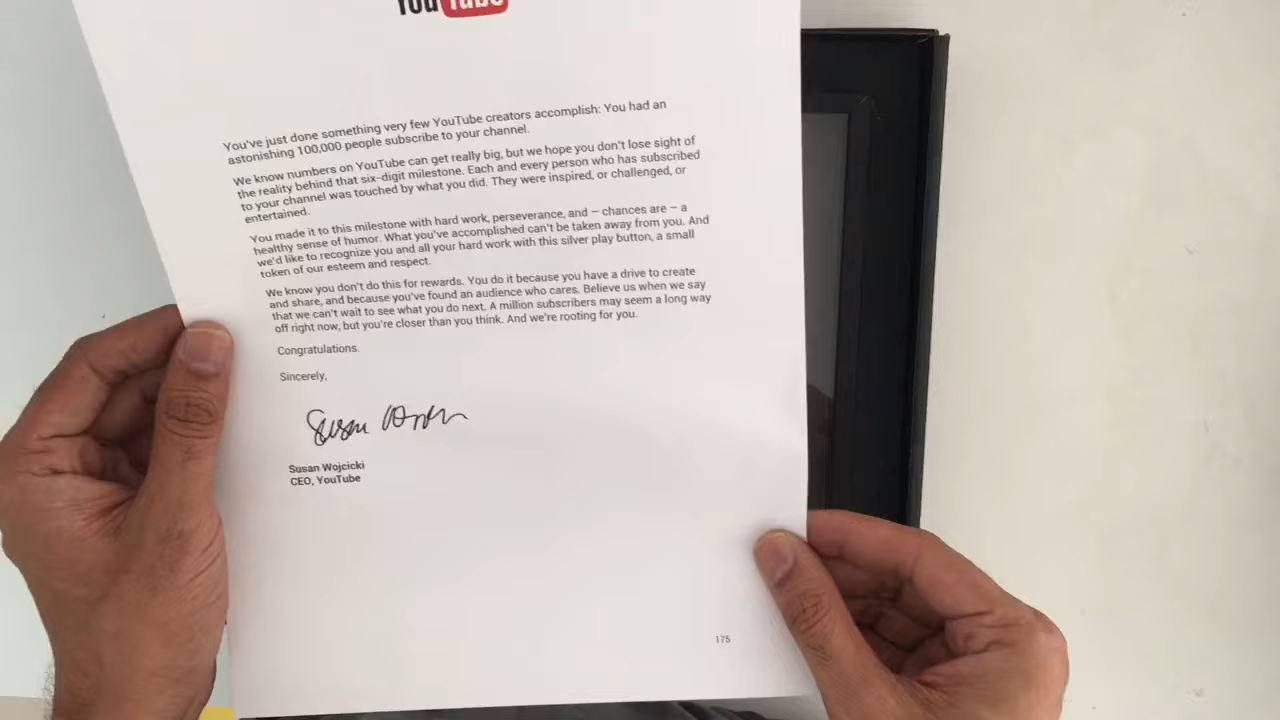 YouTube
You've just done something very few YouTube creators accomplish: You had an
astonishing 100,000 people subscribe to your channel.
We know numbers on YouTube can get really big, but we hope you don't lose sight of
the reality behind that six-digit milestone. Each and every person who has subscribed
to your channel was touched by what you did. They were inspired, or challenged, or
entertained.
You made it to this milestone with hard work, perseverance, and – chances are – a
healthy sense of humor. What you've accomplished can't be taken away from you. And
we'd like to recognize you and all your hard work with this silver play button, a small
token of our esteem and respect.
We know you don't do this for rewards. You do it because you have a drive to create
and share, and because you've found an audience who cares. Believe us when we say
that we can't wait to see what you do next. A million subscribers may seem a long way
off right now, but you're closer than you think. And we're rooting for you.
Congratulations.
Sincerely,
Susan Wojcicki
CEO, YouTube
175